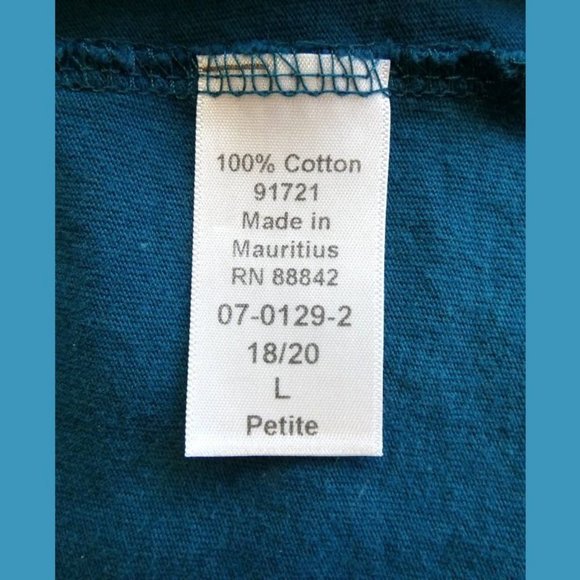 100% Cotton
91721
Made in
Mauritius
RN 88842
07-0129-2
18/20
L
Petite